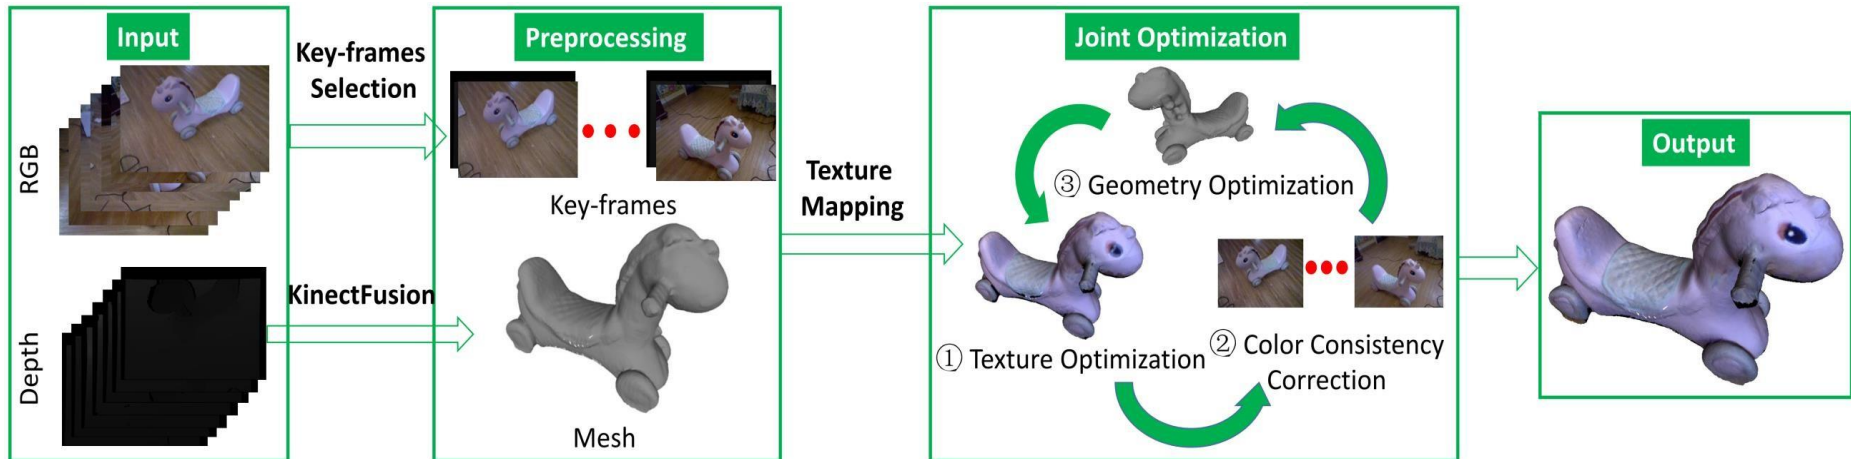 Input
RGB
Depth
Key-frames
Selection
KinectFusion
Preprocessing
Key-frames
Mesh
Texture
Mapping
Joint Optimization
③ Geometry Optimization
① Texture Optimization
② Color Consistency
Correction
Output